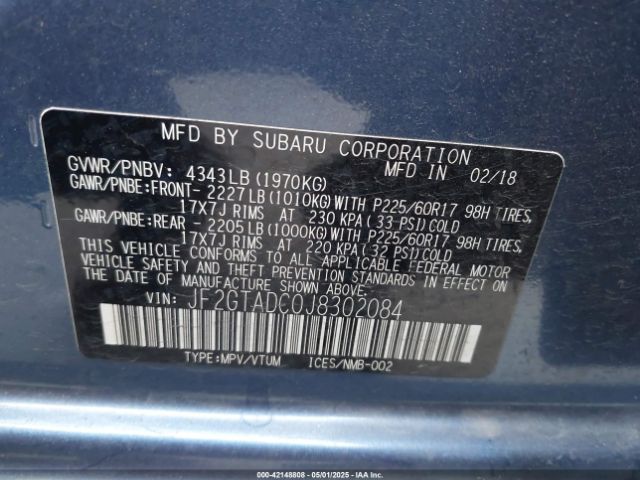 MFD BY SUBARU CORPORATION
GVWR/PNBV: 4343LB(1970KG) MFD IN 02/18
GAWR/PNBE:FRONT- 2227LB(1010KG)WITH P225/60R17 98H TIRES,
17X7J RIMS AT 230 KPA(33 PSI)COLD
GAWR/PNBE:REAR - 2205LB(1000KG)WITH P225/60R17 98H TIRES,
17X7J RIMS AT 220 KPA(32 PSI)COLD
THIS VEHICLE CONFORMS TO ALL APPLICABLE FEDERAL MOTOR
VEHICLE SAFETY AND THEFT PREVENTION STANDARDS IN EFFECT
ON THE DATE OF MANUFACTURE SHOWN ABOVE.
VIN: JF2GTADC0J8302084
TYPE:MPV/VTUM ICES/NMB-002
000-42148808 - 05/01/2025 - IAAI.COM